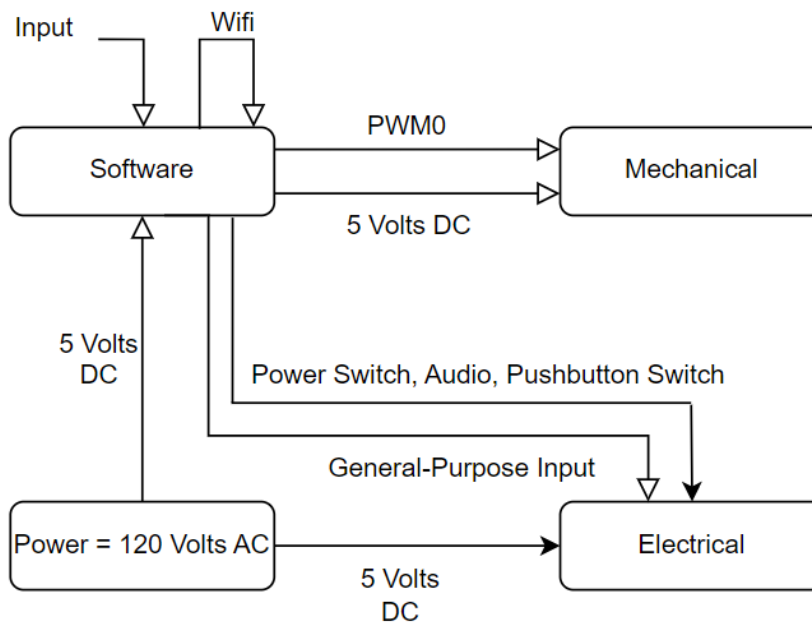 Input
Wifi
PWM0
Software
Mechanical
5 Volts DC
5 Volts
DC
Power Switch, Audio, Pushbutton Switch
General-Purpose Input
Power = 120 Volts AC
Electrical
5 Volts
DC